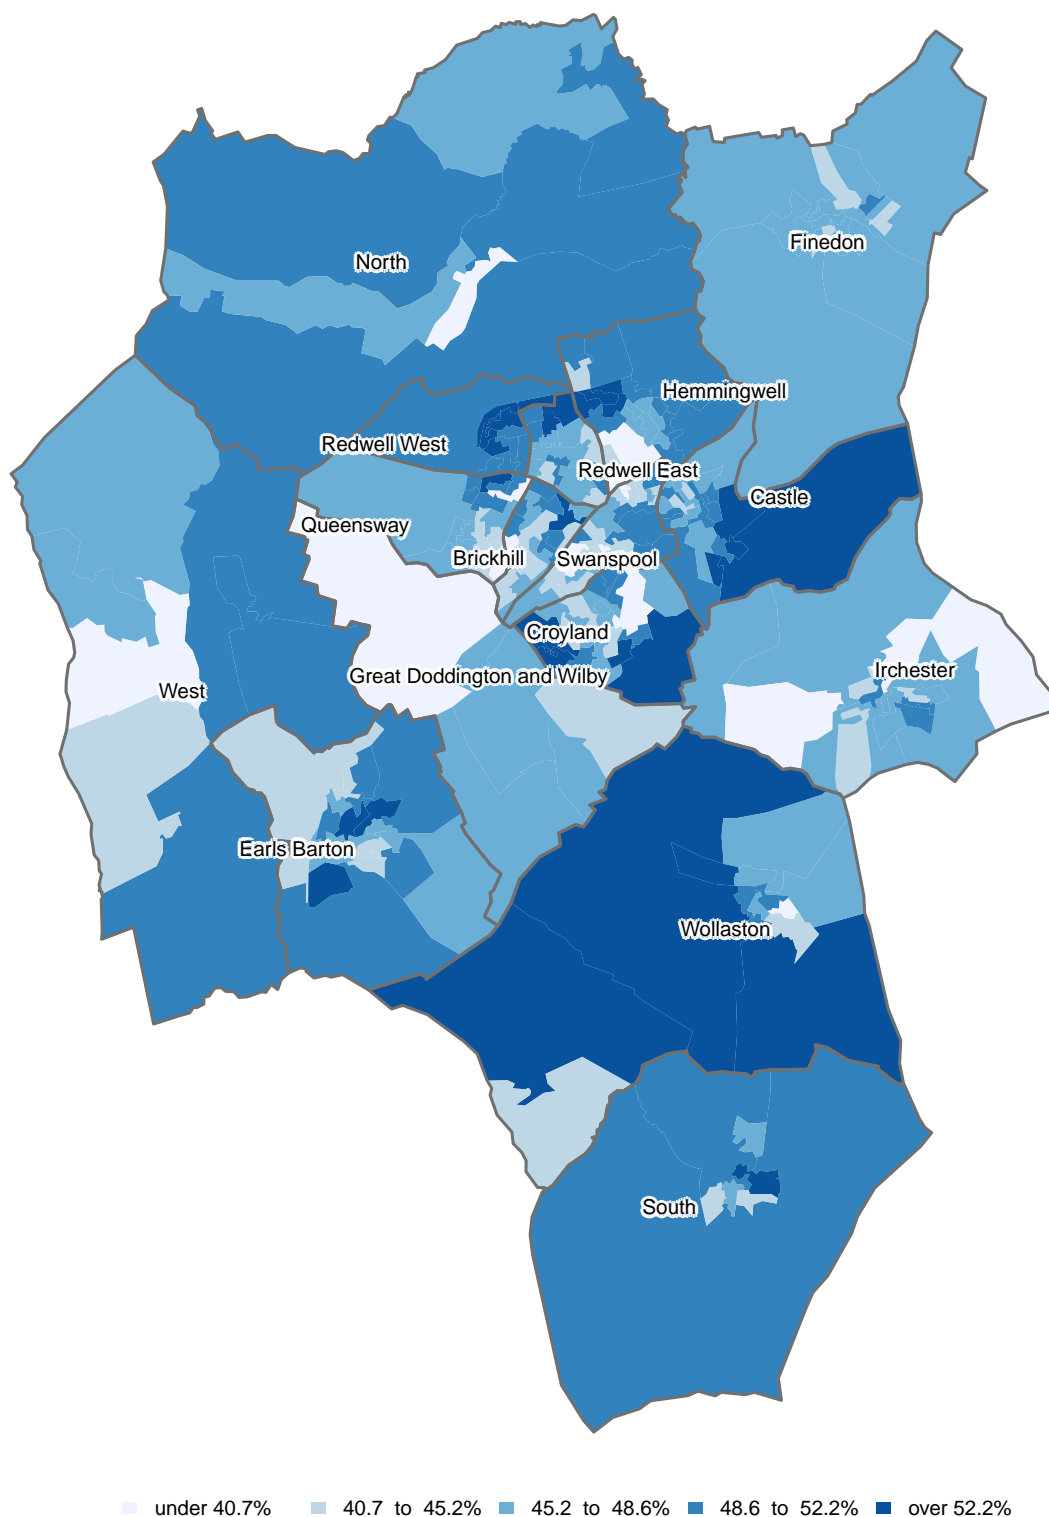 Finedon
North
Hemmingwell
Redwell West
Redwell East
Castle
Queensway
Brickhill
Swanspool
Croyland
Irchester
Great Doddington and Wilby
West
Earls Barton
Wollaston
South
under 40.7% 40.7 to 45.2% 45.2 to 48.6% 48.6 to 52.2% over 52.2%